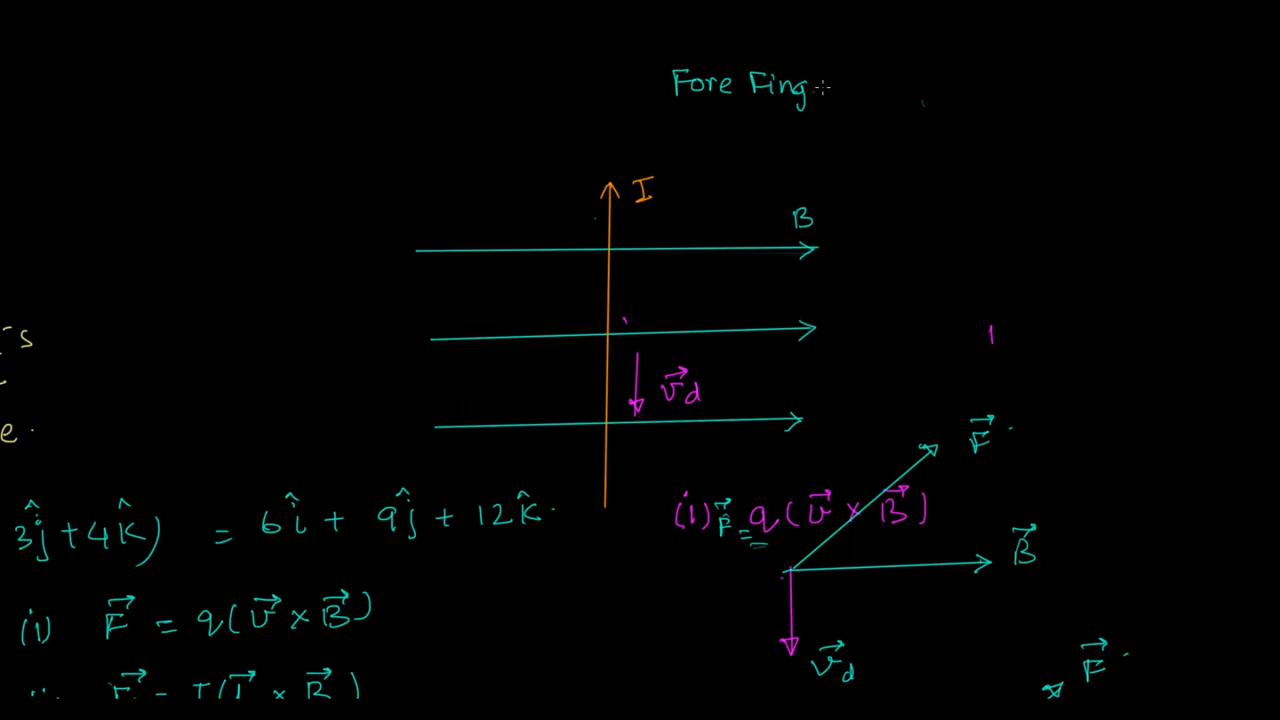 Fore Fing
I
B
's
v⃗d
e.
F⃗
3ĵ + 4k̂) = 6î + 9ĵ + 12k̂.
(i) F⃗ = q(v⃗ × B⃗)
B⃗
(i) F⃗ = q(v⃗ × B⃗)
v⃗d
F⃗
F⃗ = I(l⃗ × B⃗)